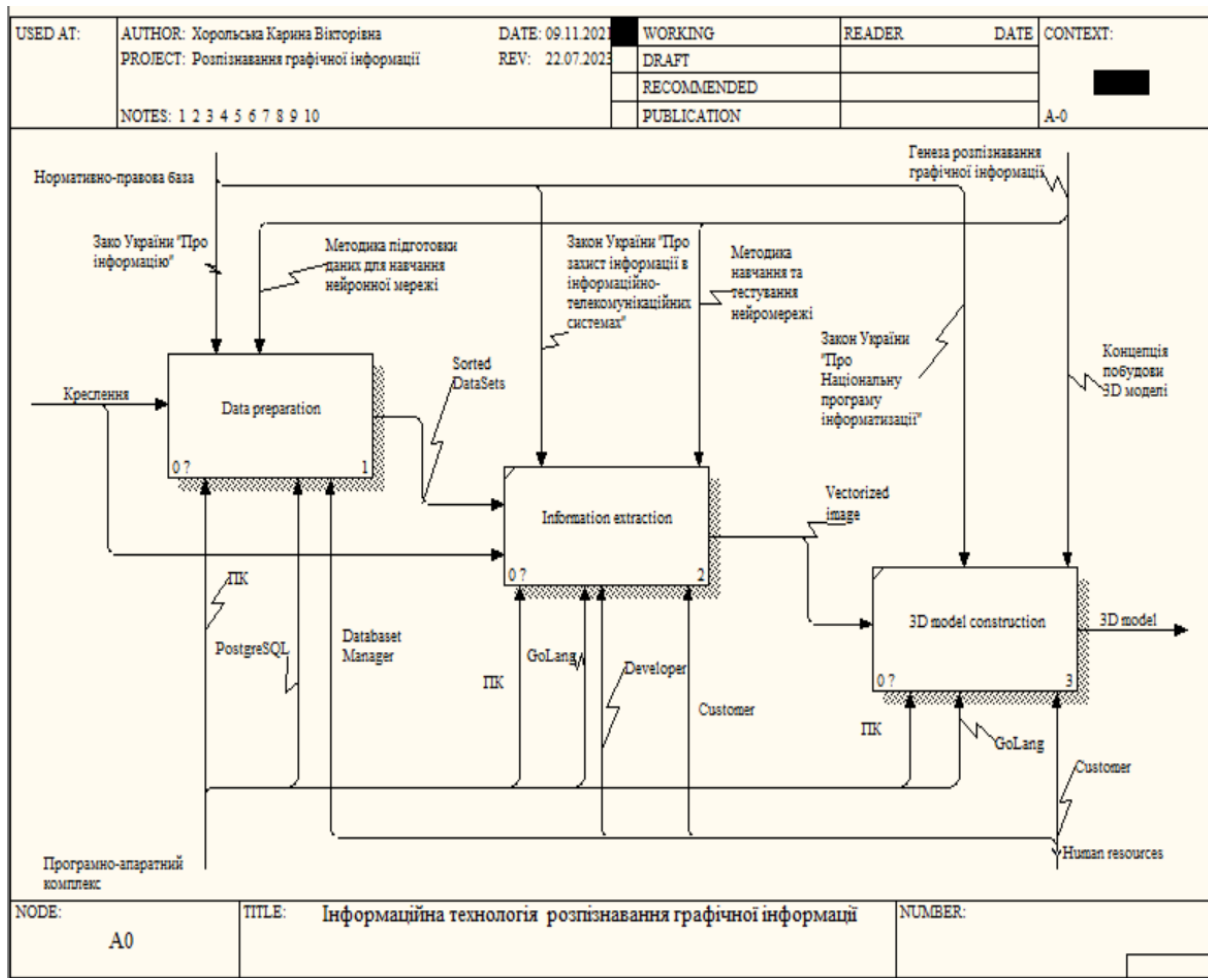 USED AT:
AUTHOR: Хорольська Карина Вікторівна
DATE: 09.11.2021
WORKING
READER
DATE
CONTEXT:
PROJECT: Розпізнавання графічної інформації
REV: 22.07.2023
DRAFT
RECOMMENDED
NOTES: 1 2 3 4 5 6 7 8 9 10
PUBLICATION
A-0
Нормативно-правова база
Генеза розпізнавання
графічної інформації
Зако України "Про
інформацію"
Методика підготовки
даних для навчання
нейронної мережі
Закон України "Про
захист інформації в
інформаційно-
телекомунікаційних
системах"
Методика
навчання та
тестування
нейромережі
Закон України
"Про
Національну
програму
інформатизації"
Концепція
побудови
3D моделі
Креслення
Data preparation
0 ?
1
Sorted
DataSets
Information extraction
0 ?
2
Vectorized
image
3D model construction
0 ?
3
3D model
ПК
PostgreSQL
Databaset
Manager
ПК
GoLang
Developer
Customer
ПК
GoLang
Customer
Human resources
Програмно-апаратний
комплекс
NODE:
A0
TITLE:
Інформаційна технологія розпізнавання графічної інформації
NUMBER: